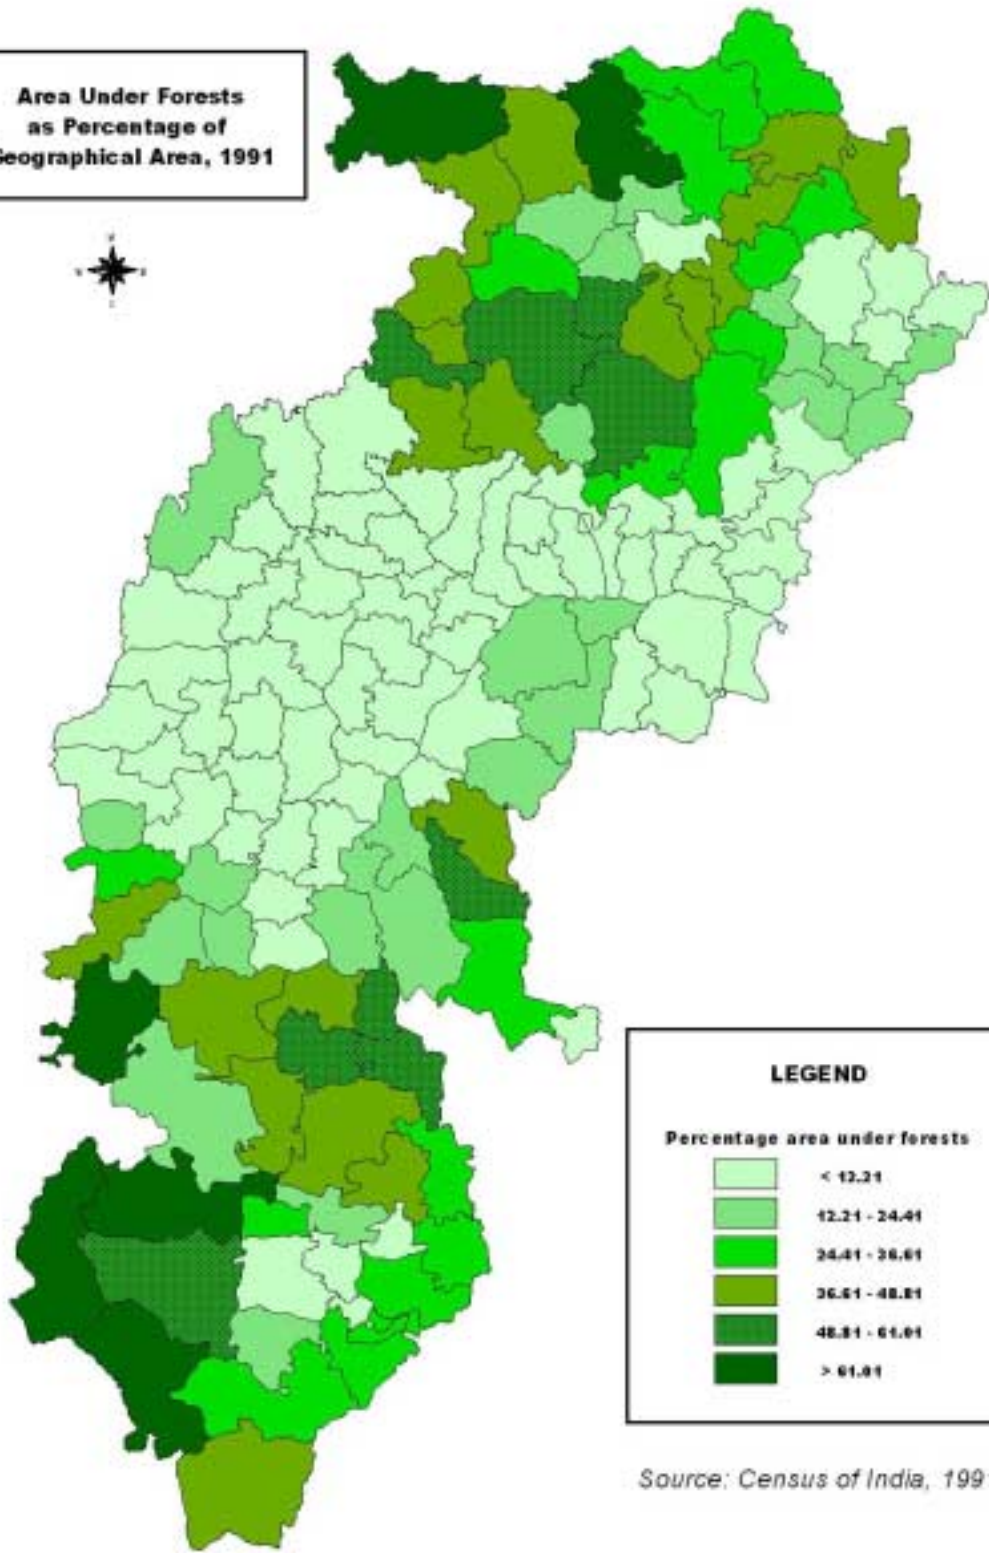 Area Under Forests
as Percentage of
Geographical Area, 1991
LEGEND
Percentage area under forests
< 12.21
12.21 - 24.41
24.41 - 36.61
36.61 - 48.81
48.81 - 61.01
> 61.01
Source: Census of India, 199